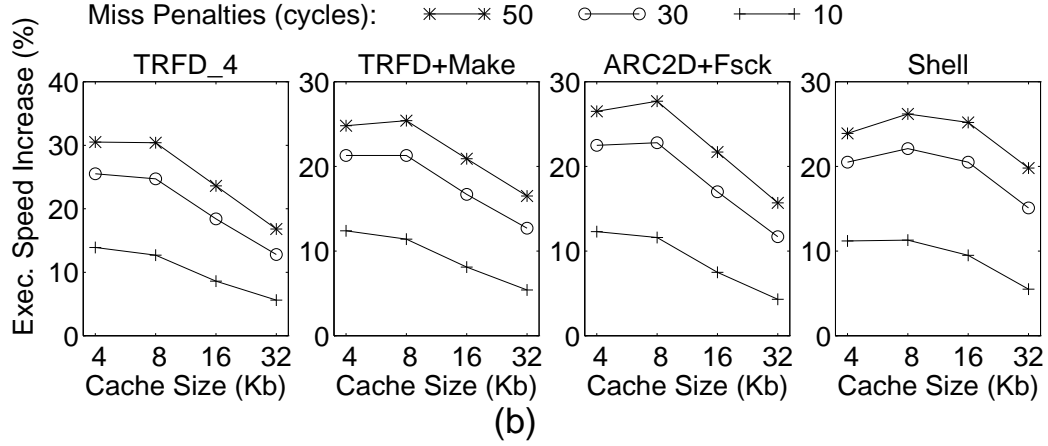 Miss Penalties (cycles): 50 30 10
TRFD_4 TRFD+Make ARC2D+Fsck Shell
Exec. Speed Increase (%)
40 30 30 30
30
20 20 20 20
10 10 10 10
0 0 0 0
4 8 16 32 4 8 16 32 4 8 16 32 4 8 16 32
Cache Size (Kb) Cache Size (Kb) Cache Size (Kb) Cache Size (Kb)
(b)